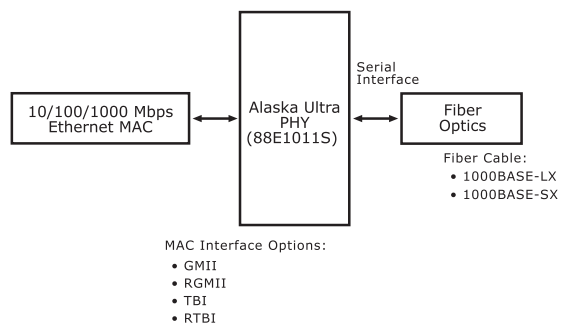 10/100/1000 Mbps
Ethernet MAC
Alaska Ultra
PHY
(88E1011S)
Serial
Interface
Fiber
Optics
Fiber Cable:
• 1000BASE-LX
• 1000BASE-SX
MAC Interface Options:
• GMII
• RGMII
• TBI
• RTBI